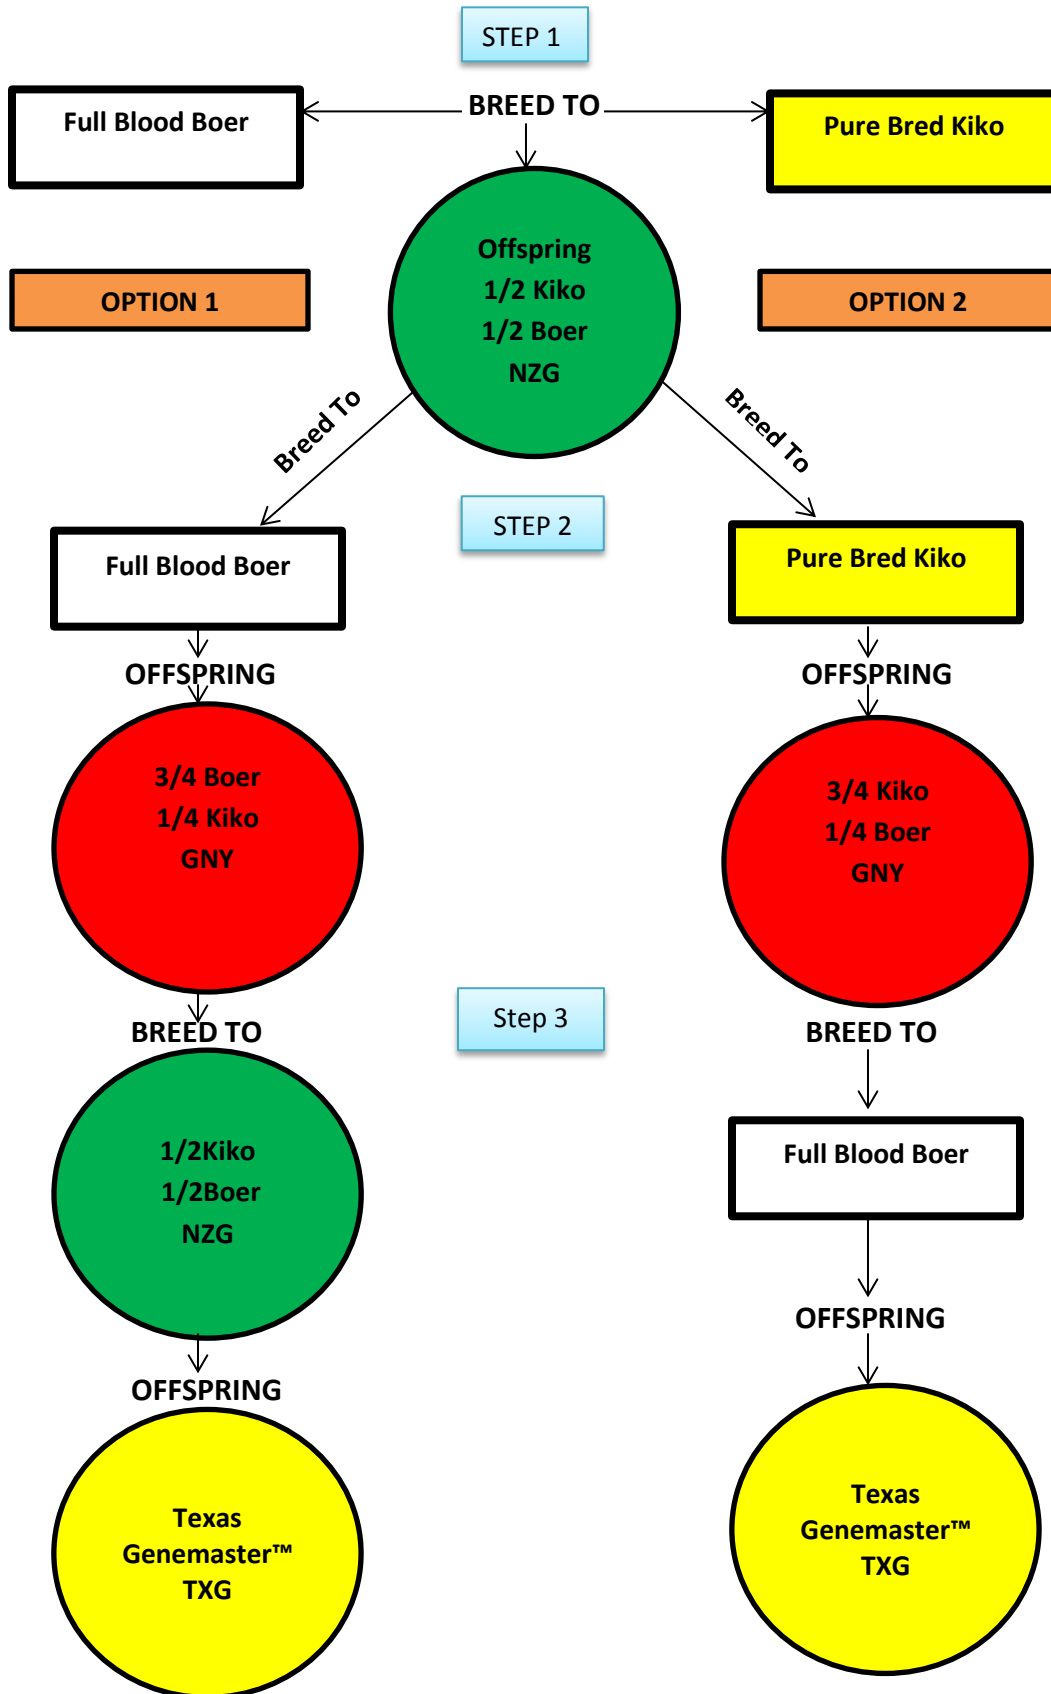 STEP 1
Full Blood Boer
BREED TO
Pure Bred Kiko
Offspring
1/2 Kiko
1/2 Boer
NZG
OPTION 1
OPTION 2
Breed To
Breed To
STEP 2
Full Blood Boer
Pure Bred Kiko
OFFSPRING
OFFSPRING
3/4 Boer
1/4 Kiko
GNY
3/4 Kiko
1/4 Boer
GNY
Step 3
BREED TO
BREED TO
1/2Kiko
1/2Boer
NZG
Full Blood Boer
OFFSPRING
OFFSPRING
Texas
Genemaster™
TXG
Texas
Genemaster™
TXG